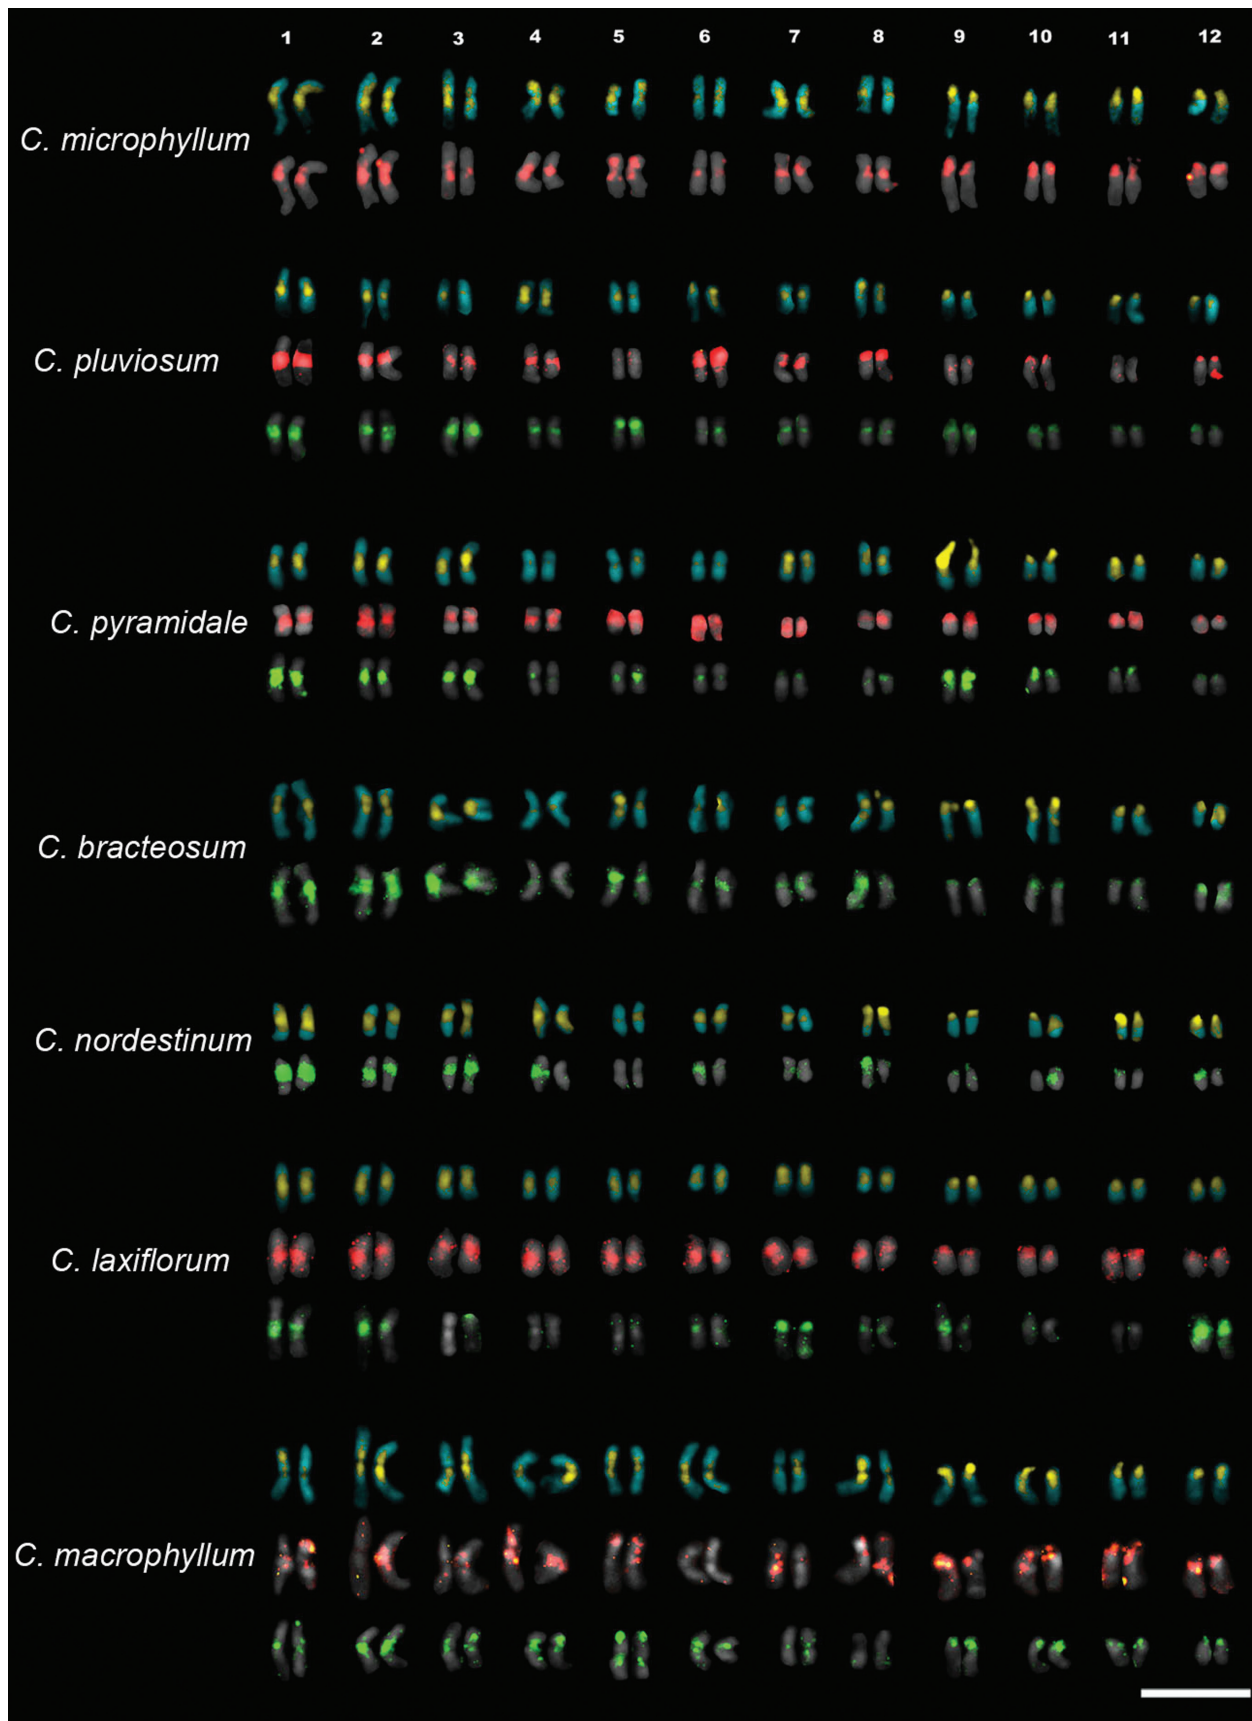 1 2 3 4 5 6 7 8 9 10 11 12
C. microphyllum
C. pluviosum
C. pyramidale
C. bracteosum
C. nordestinum
C. laxiflorum
C. macrophyllum